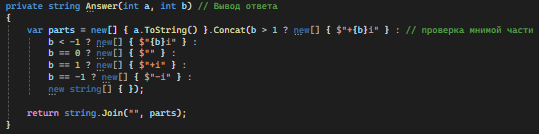 private string Answer(int a, int b) // Вывод ответа
{
var parts = new[] { a.ToString() }.Concat(b > 1 ? new[] { $"+{b}i" } : // проверка мнимой части
b < -1 ? new[] { $"{b}i" } :
b == 0 ? new[] { $"" } :
b == 1 ? new[] { $"+i" } :
b == -1 ? new[] { $"-i" } :
new string[] { });
return string.Join("", parts);
}